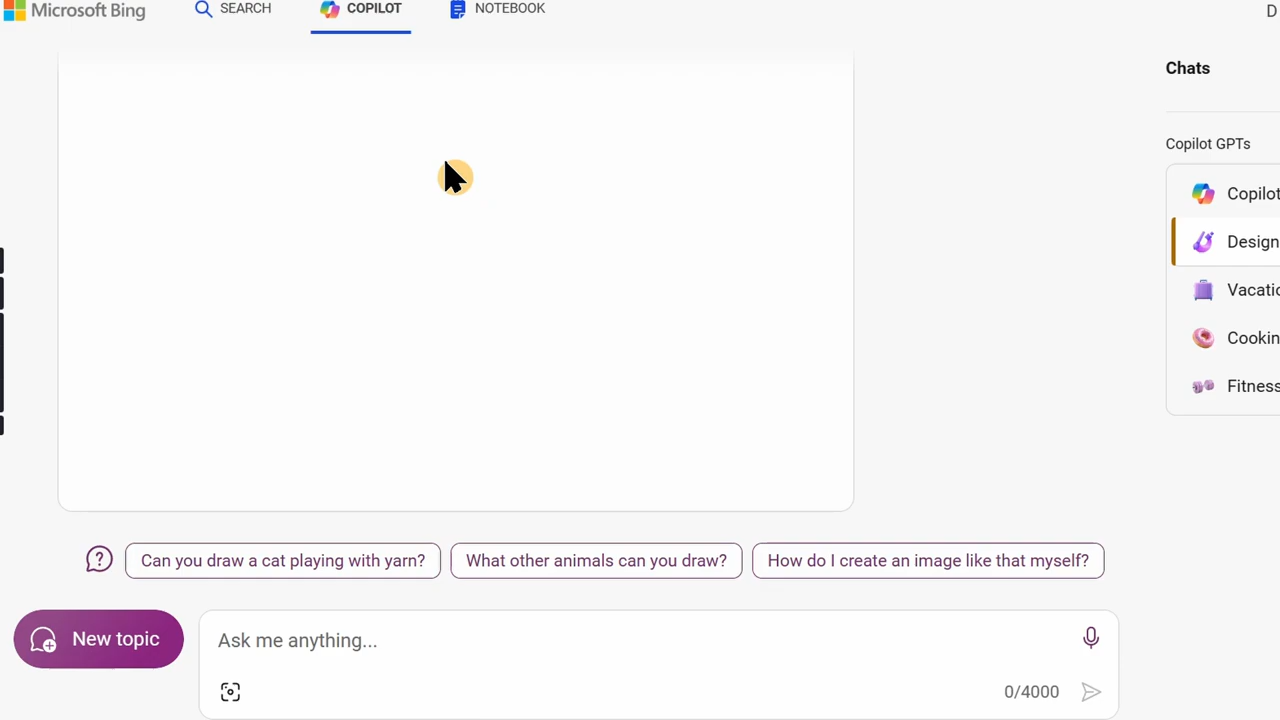 Microsoft Bing
SEARCH
COPILOT
NOTEBOOK
D
Chats
Copilot GPTs
Copilot
Design
Vacatio
Cookin
Fitness
Can you draw a cat playing with yarn?
What other animals can you draw?
How do I create an image like that myself?
New topic
Ask me anything...
0/4000